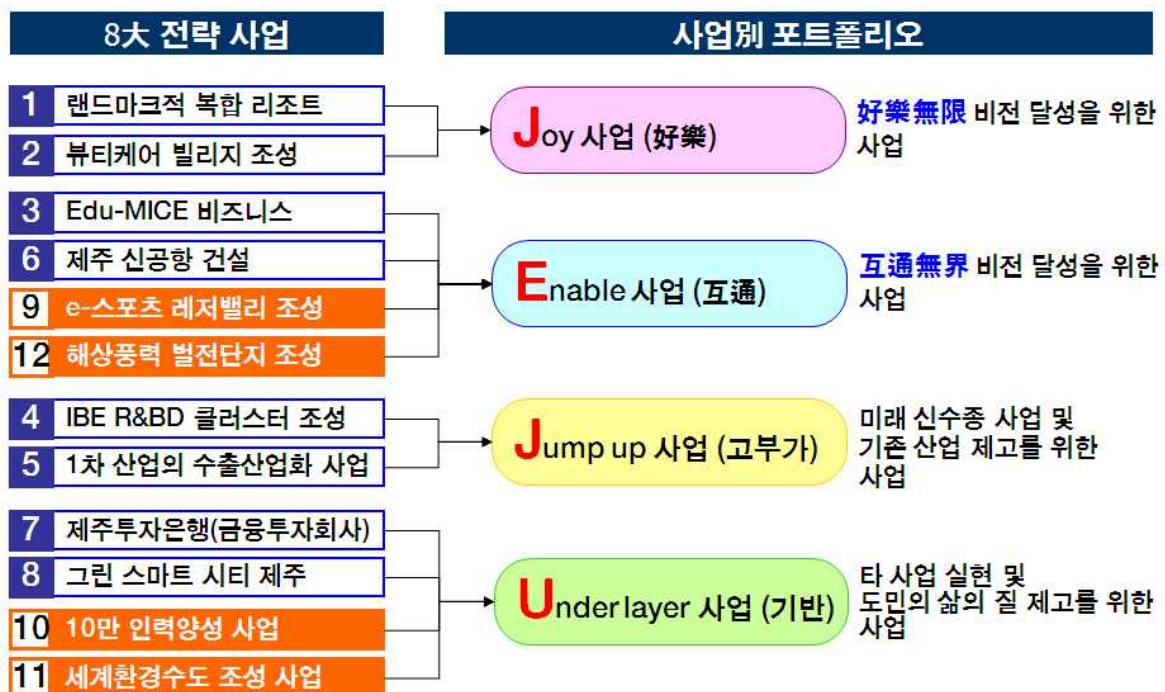 8大 전략 사업
사업별 포트폴리오
1 랜드마크적 복합 리조트
2 뷰티케어 빌리지 조성
Joy 사업 (好樂)
好樂無限 비전 달성을 위한
사업
3 Edu-MICE 비즈니스
6 제주 신공항 건설
9 e-스포츠 레저밸리 조성
12 해상풍력 벌전단지 조성
Enable 사업 (互通)
互通無界 비전 달성을 위한
사업
4 IBE R&BD 클러스터 조성
5 1차 산업의 수출산업화 사업
Jump up 사업 (고부가)
미래 신수종 사업 및
기존 산업 제고를 위한
사업
7 제주투자은행(금융투자회사)
8 그린 스마트 시티 제주
10 10만 인력양성 사업
11 세계환경수도 조성 사업
Under layer 사업 (기반)
타 사업 실현 및
도민의 삶의 질 제고를 위한
사업